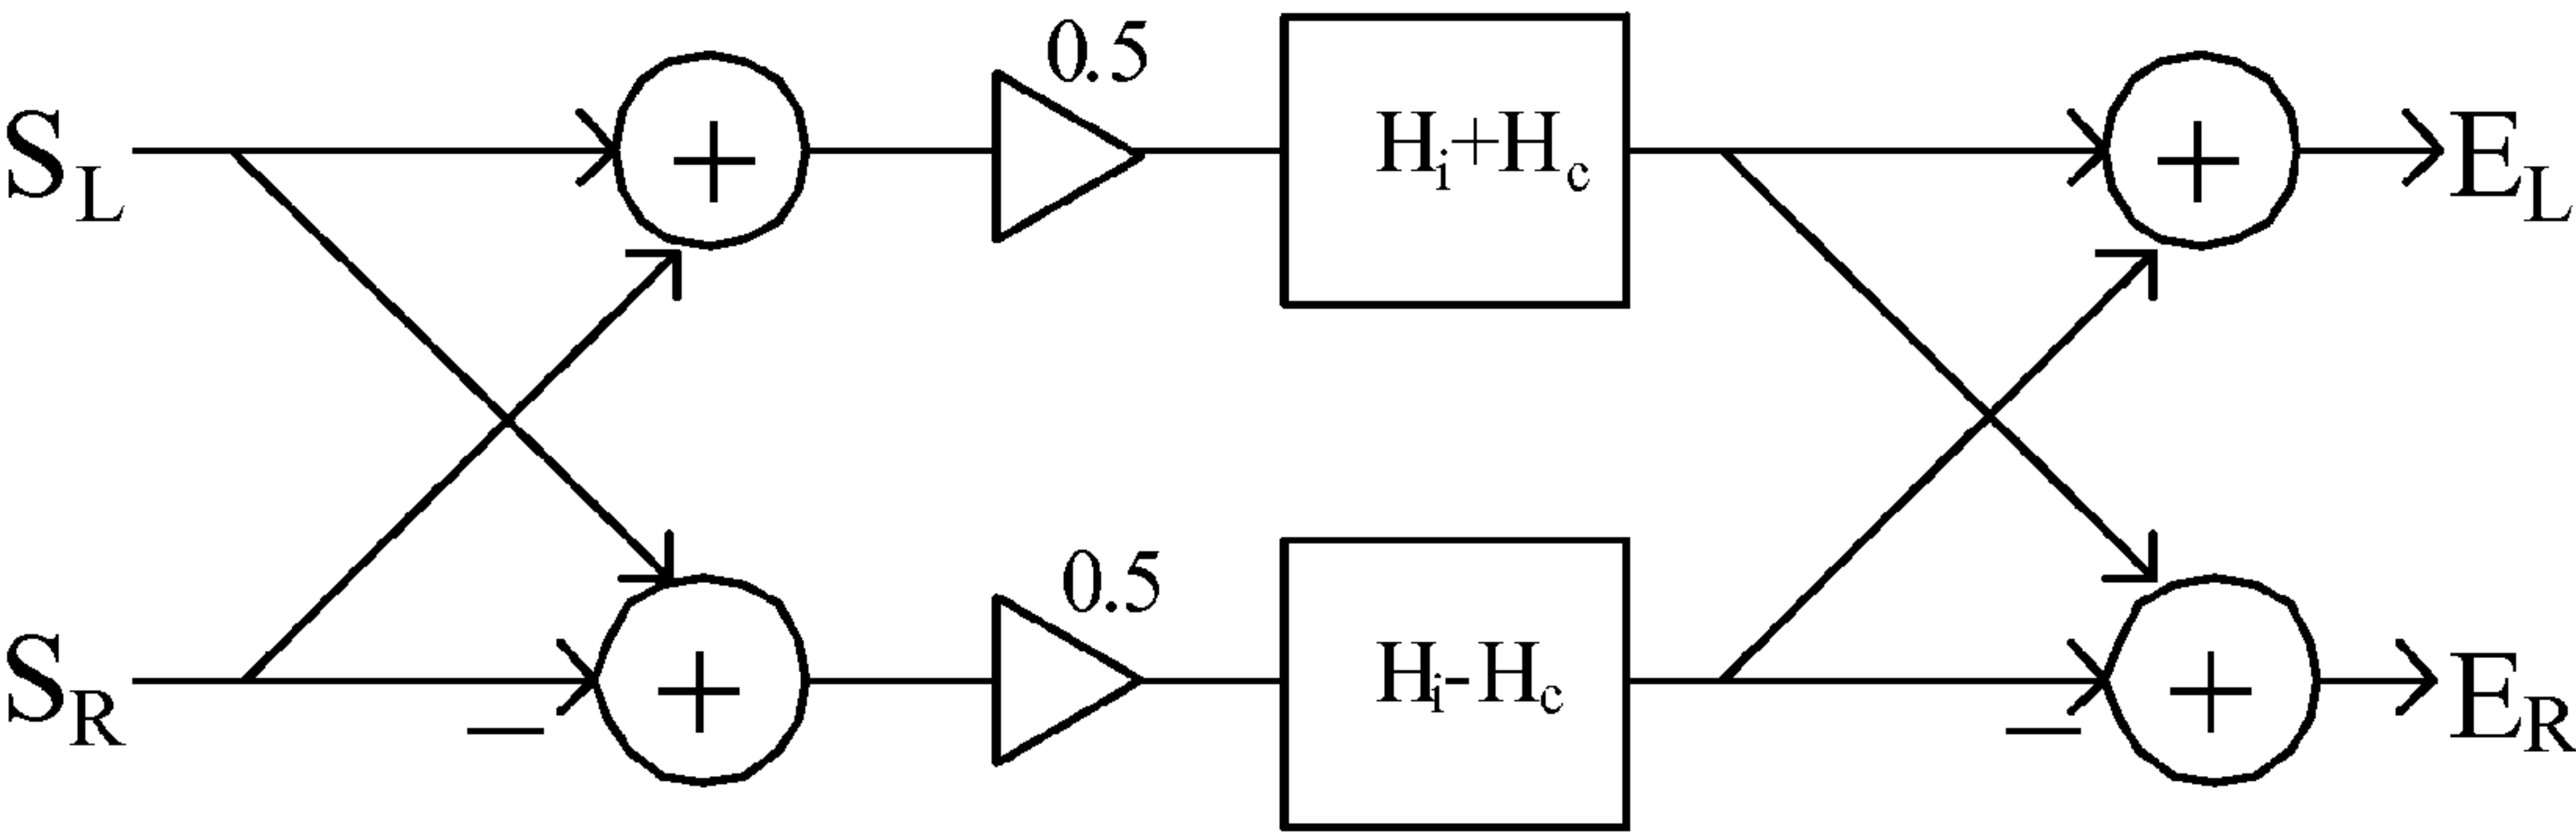 0.5
S_L + H_i+H_c + E_L
0.5
S_R − + H_i-H_c − + E_R